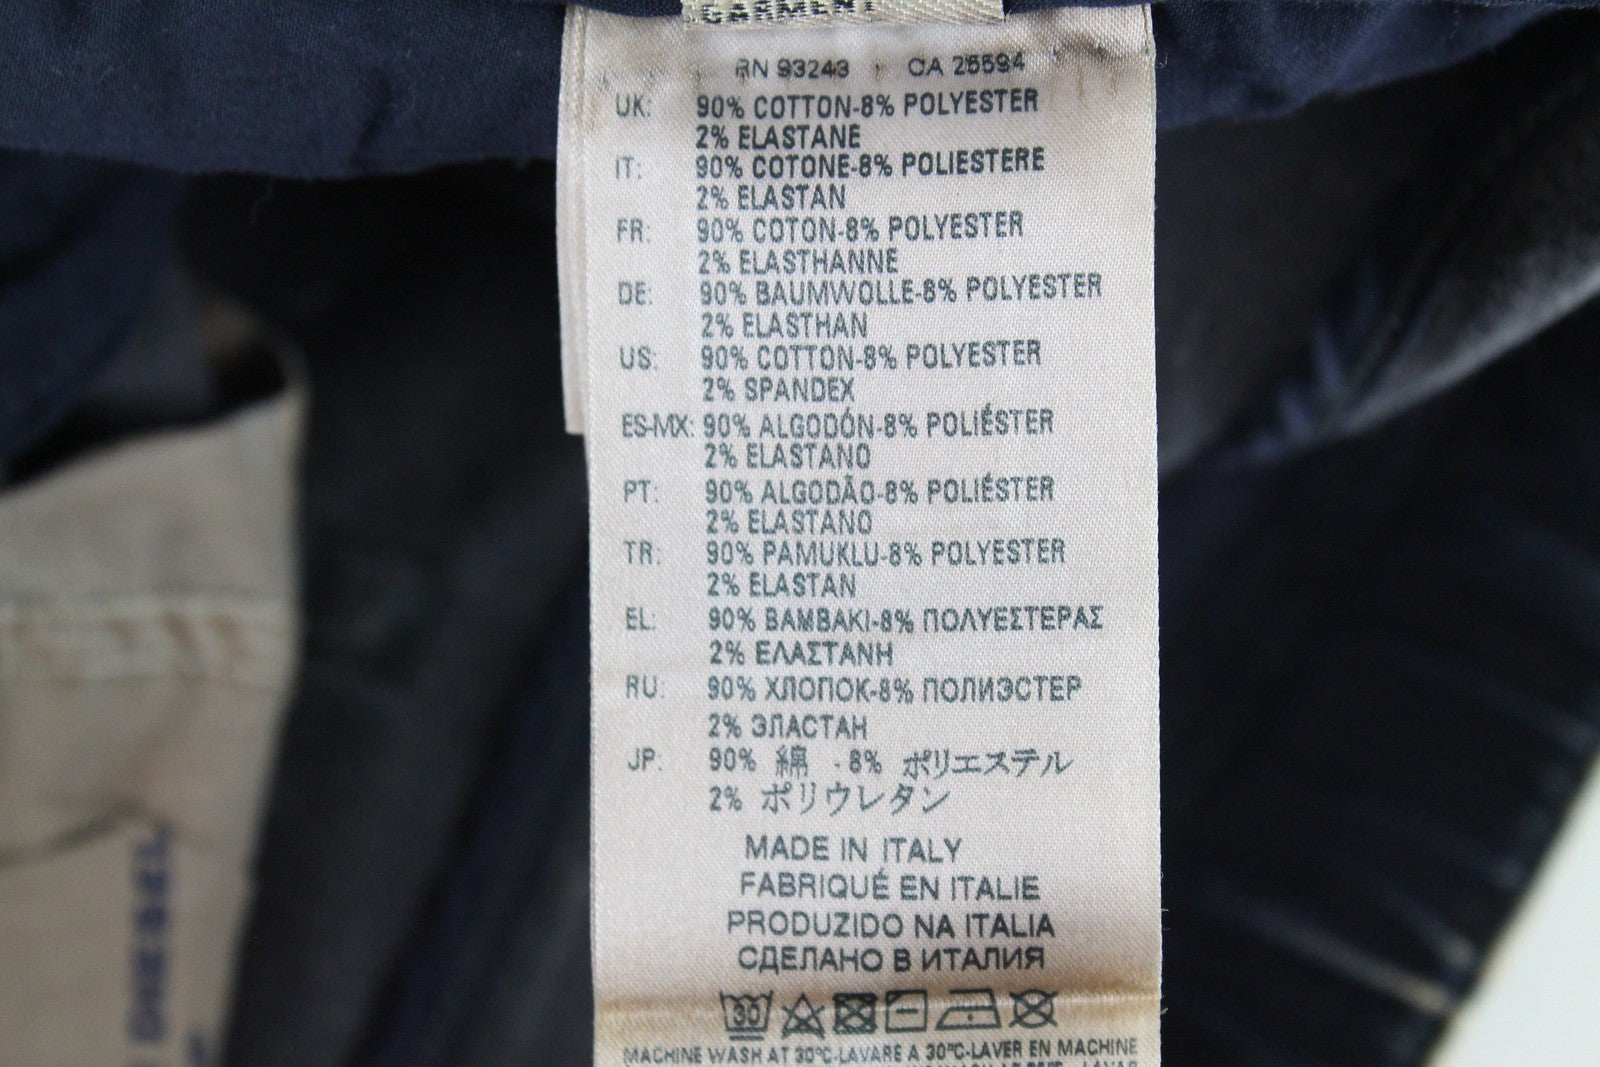 GARMENT
RN 93243 CA 25594
UK: 90% COTTON-8% POLYESTER
2% ELASTANE
IT: 90% COTONE-8% POLIESTERE
2% ELASTAN
FR: 90% COTON-8% POLYESTER
2% ELASTHANNE
DE: 90% BAUMWOLLE-8% POLYESTER
2% ELASTHAN
US: 90% COTTON-8% POLYESTER
2% SPANDEX
ES-MX: 90% ALGODÓN-8% POLIÉSTER
2% ELASTANO
PT: 90% ALGODÃO-8% POLIÉSTER
2% ELASTANO
TR: 90% PAMUKLU-8% POLYESTER
2% ELASTAN
EL: 90% ΒΑΜΒΑΚΙ-8% ΠΟΛΥΕΣΤΕΡΑΣ
2% ΕΛΑΣΤΑΝΗ
RU: 90% ХЛОПОК-8% ПОЛИЭСТЕР
2% ЭЛАСТАН
JP: 90% 綿 -8% ポリエステル
2% ポリウレタン
MADE IN ITALY
FABRIQUÉ EN ITALIE
PRODUZIDO NA ITALIA
СДЕЛАНО В ИТАЛИЯ
30
MACHINE WASH AT 30°C-LAVARE A 30°C-LAVER EN MACHINE
DIESEL